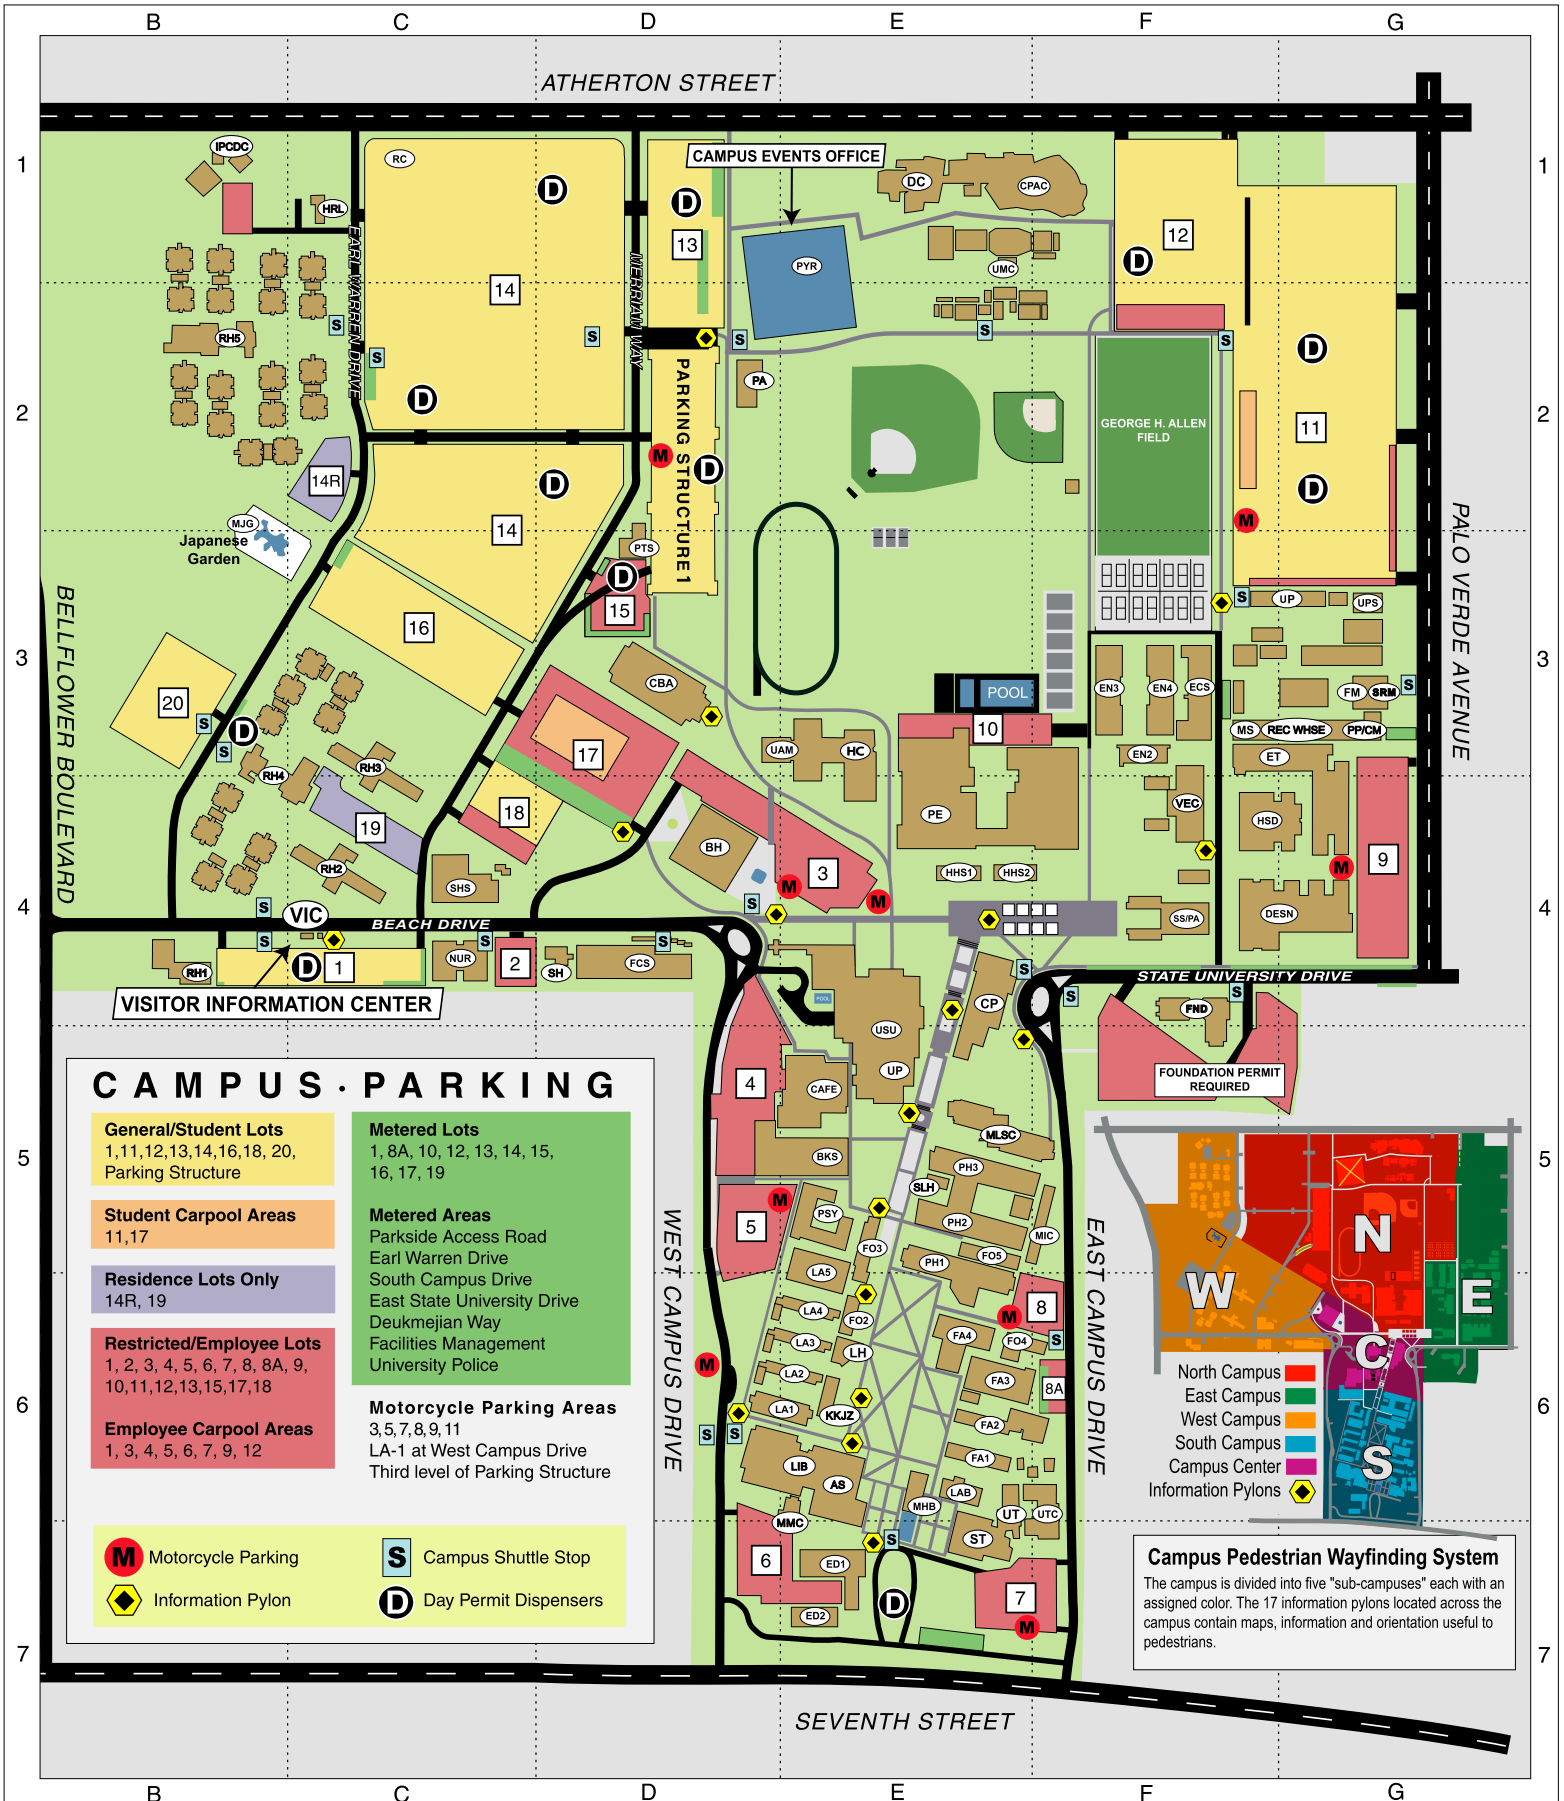 B C D E F G
ATHERTON STREET
1
1
IPCDC
RC
CAMPUS EVENTS OFFICE
DC
CPAC
D
D
HRL
12
13
D
PYR
UMC
14
EARL WARREN DRIVE
MERRIAM WAY
S
S
S
S
S
RH5
S
D
PA
PARKING STRUCTURE 1
D
2
2
GEORGE H. ALLEN
FIELD
11
M
D
14R
D
D
M
MJG
Japanese
Garden
14
PTS
D
15
PALO VERDE AVENUE
BELLFLOWER BOULEVARD
S
UP
UPS
16
3
3
CBA
EN3
EN4
ECS
FM
SRM
S
POOL
20
S
D
S
10
MS
REC WHSE
PP/CM
17
UAM
HC
EN2
ET
RH4
RH3
18
PE
VEC
HSD
19
BH
3
9
RH2
HHS1
HHS2
M
SHS
M
M
4
4
S
VIC
S
SS/PA
DESN
BEACH DRIVE
S
1
D
RH1
NUR
S
2
SH
FCS
S
S
STATE UNIVERSITY DRIVE
VISITOR INFORMATION CENTER
POOL
CP
S
S
FND
USU
FOUNDATION PERMIT
REQUIRED
UP
4
CAFE
MLSC
5
5
BKS
PH3
SLH
M
PSY
PH2
MIC
5
FO3
FO5
PH1
LA5
WEST CAMPUS DRIVE
EAST CAMPUS DRIVE
LA4
FO2
M
8
FA4
FO4
S
LA3
LH
M
LA2
FA3
8A
6
6
LA1
KKJZ
FA2
S
S
FA1
LIB
AS
LAB
MHB
UT
UTC
MMC
ST
S
6
ED1
D
7
ED2
M
7
7
SEVENTH STREET
CAMPUS · PARKING
General/Student Lots
1,11,12,13,14,16,18, 20,
Parking Structure
Student Carpool Areas
11,17
Residence Lots Only
14R, 19
Restricted/Employee Lots
1, 2, 3, 4, 5, 6, 7, 8, 8A, 9,
10,11,12,13,15,17,18
Employee Carpool Areas
1, 3, 4, 5, 6, 7, 9, 12
Metered Lots
1, 8A, 10, 12, 13, 14, 15,
16, 17, 19
Metered Areas
Parkside Access Road
Earl Warren Drive
South Campus Drive
East State University Drive
Deukmejian Way
Facilities Management
University Police
Motorcycle Parking Areas
3,5,7,8,9,11
LA-1 at West Campus Drive
Third level of Parking Structure
M Motorcycle Parking
Information Pylon
S Campus Shuttle Stop
D Day Permit Dispensers
N
W
E
C
S
North Campus
East Campus
West Campus
South Campus
Campus Center
Information Pylons
Campus Pedestrian Wayfinding System
The campus is divided into five "sub-campuses" each with an
assigned color. The 17 information pylons located across the
campus contain maps, information and orientation useful to
pedestrians.
B C D E F G